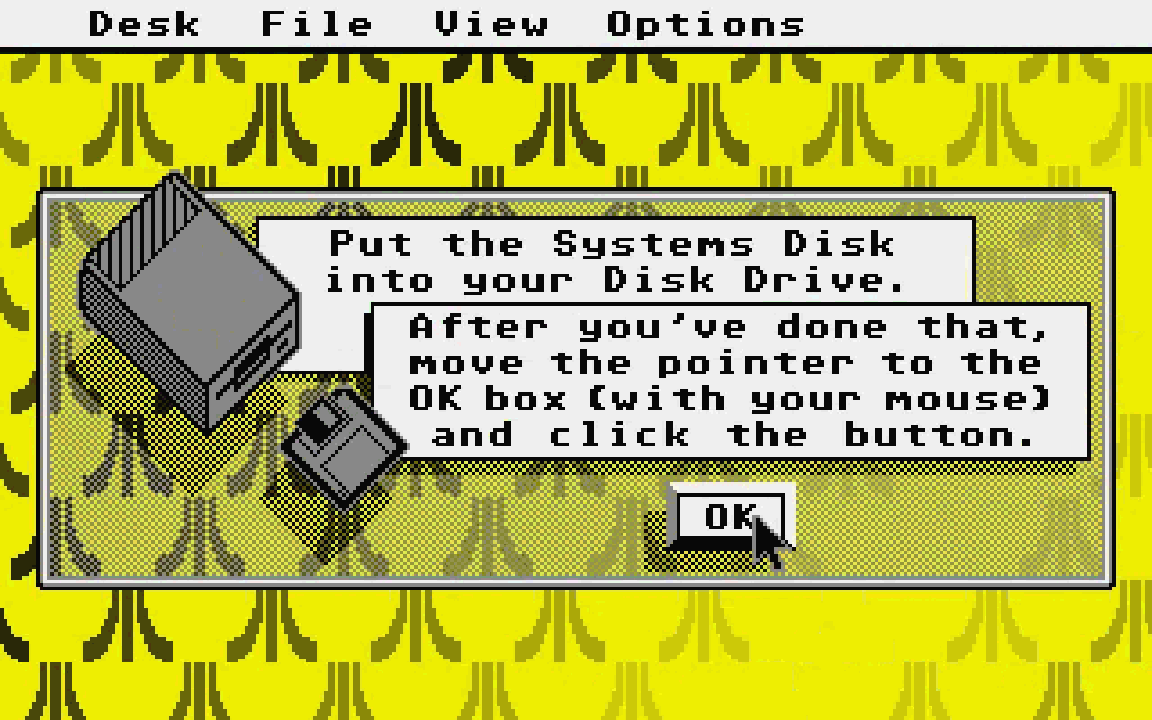 Desk File View Options
Put the Systems Disk
into your Disk Drive.
After you've done that,
move the pointer to the
OK box (with your mouse)
and click the button.
OK